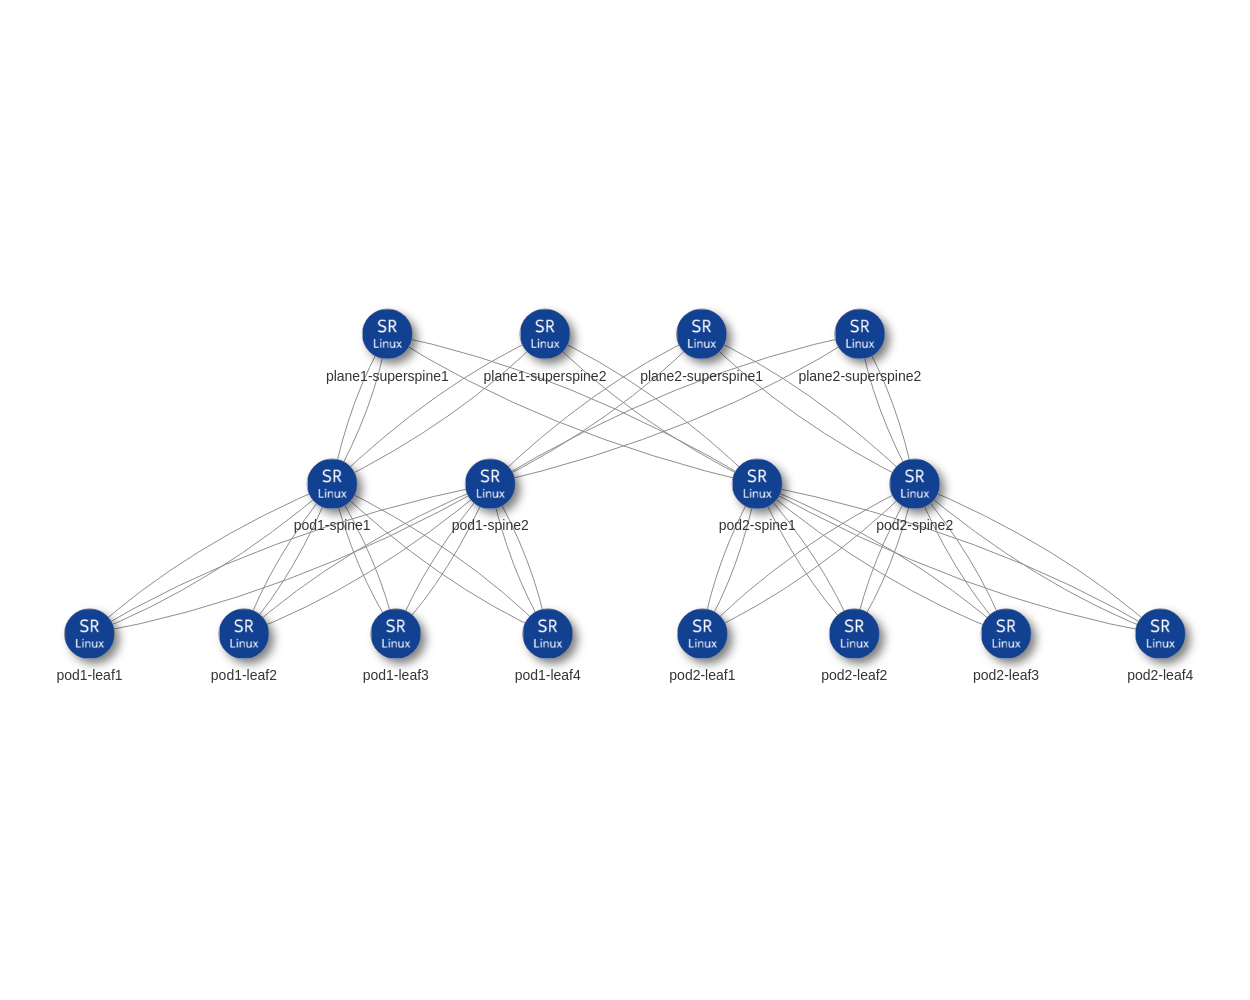 SR
Linux
SR
Linux
SR
Linux
SR
Linux
plane1-superspine1
plane1-superspine2
plane2-superspine1
plane2-superspine2
SR
Linux
SR
Linux
SR
Linux
SR
Linux
pod1-spine1
pod1-spine2
pod2-spine1
pod2-spine2
SR
Linux
SR
Linux
SR
Linux
SR
Linux
SR
Linux
SR
Linux
SR
Linux
SR
Linux
pod1-leaf1
pod1-leaf2
pod1-leaf3
pod1-leaf4
pod2-leaf1
pod2-leaf2
pod2-leaf3
pod2-leaf4